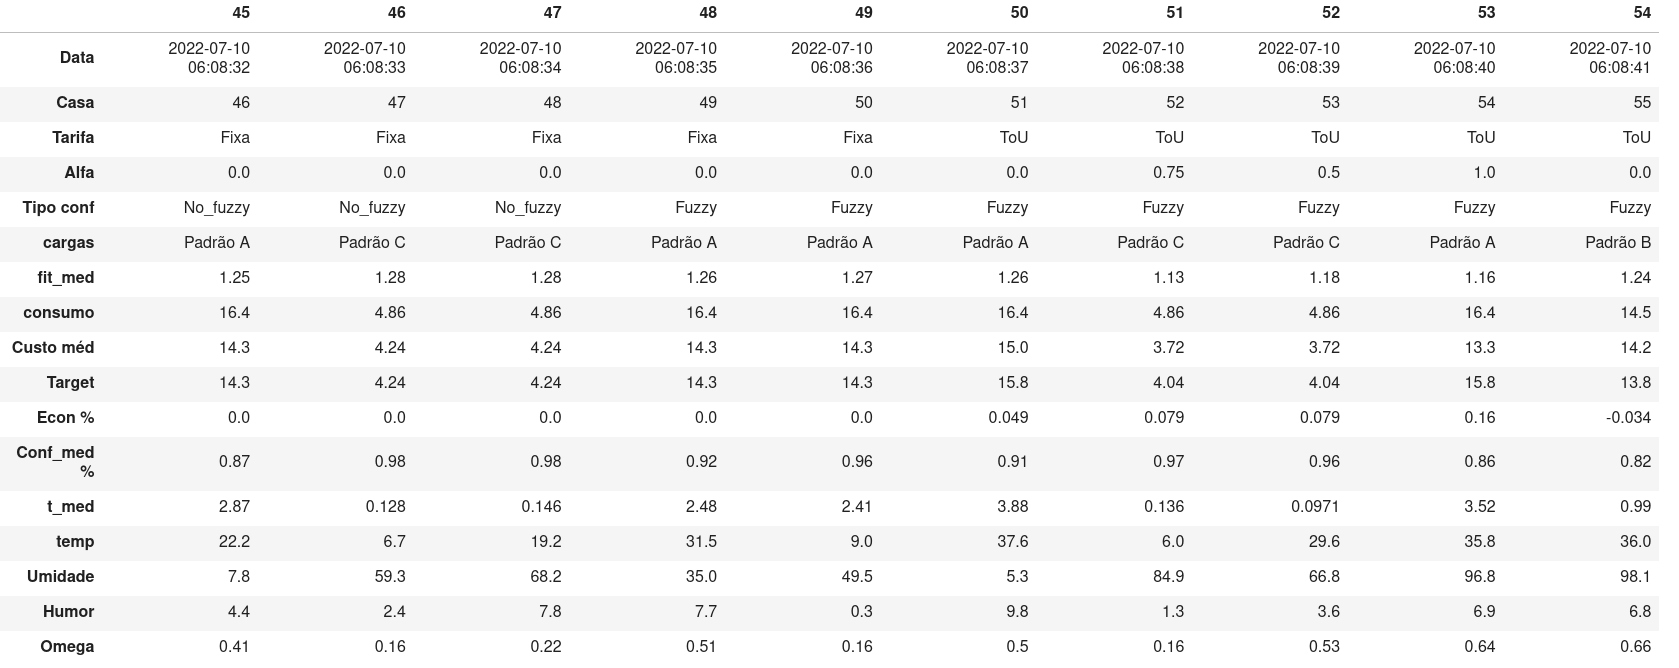 45 46 47 48 49 50 51 52 53 54
Data 2022-07-10 06:08:32 2022-07-10 06:08:33 2022-07-10 06:08:34 2022-07-10 06:08:35 2022-07-10 06:08:36 2022-07-10 06:08:37 2022-07-10 06:08:38 2022-07-10 06:08:39 2022-07-10 06:08:40 2022-07-10 06:08:41
Casa 46 47 48 49 50 51 52 53 54 55
Tarifa Fixa Fixa Fixa Fixa Fixa ToU ToU ToU ToU ToU
Alfa 0.0 0.0 0.0 0.0 0.0 0.0 0.75 0.5 1.0 0.0
Tipo conf No_fuzzy No_fuzzy No_fuzzy Fuzzy Fuzzy Fuzzy Fuzzy Fuzzy Fuzzy Fuzzy
cargas Padrão A Padrão C Padrão C Padrão A Padrão A Padrão A Padrão C Padrão C Padrão A Padrão B
fit_med 1.25 1.28 1.28 1.26 1.27 1.26 1.13 1.18 1.16 1.24
consumo 16.4 4.86 4.86 16.4 16.4 16.4 4.86 4.86 16.4 14.5
Custo méd 14.3 4.24 4.24 14.3 14.3 15.0 3.72 3.72 13.3 14.2
Target 14.3 4.24 4.24 14.3 14.3 15.8 4.04 4.04 15.8 13.8
Econ % 0.0 0.0 0.0 0.0 0.0 0.049 0.079 0.079 0.16 -0.034
Conf_med % 0.87 0.98 0.98 0.92 0.96 0.91 0.97 0.96 0.86 0.82
t_med 2.87 0.128 0.146 2.48 2.41 3.88 0.136 0.0971 3.52 0.99
temp 22.2 6.7 19.2 31.5 9.0 37.6 6.0 29.6 35.8 36.0
Umidade 7.8 59.3 68.2 35.0 49.5 5.3 84.9 66.8 96.8 98.1
Humor 4.4 2.4 7.8 7.7 0.3 9.8 1.3 3.6 6.9 6.8
Omega 0.41 0.16 0.22 0.51 0.16 0.5 0.16 0.53 0.64 0.66